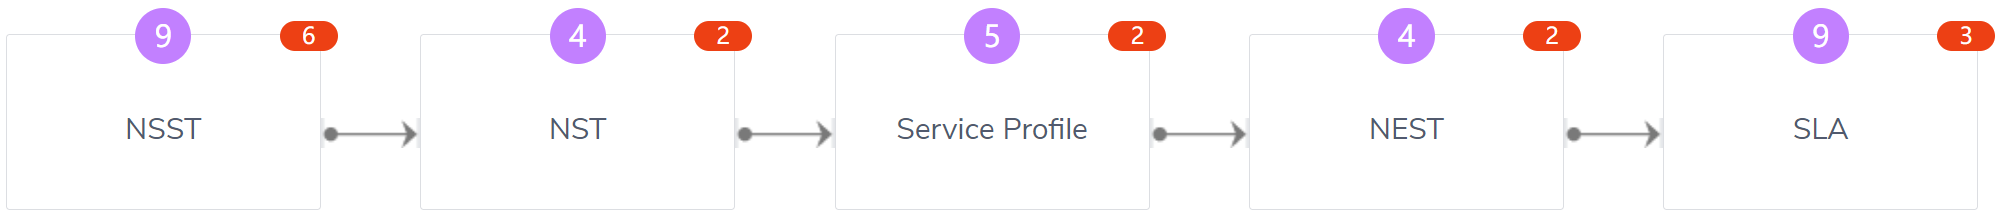 9 6 4 2 5 2 4 2 9 3
NSST NST Service Profile NEST SLA